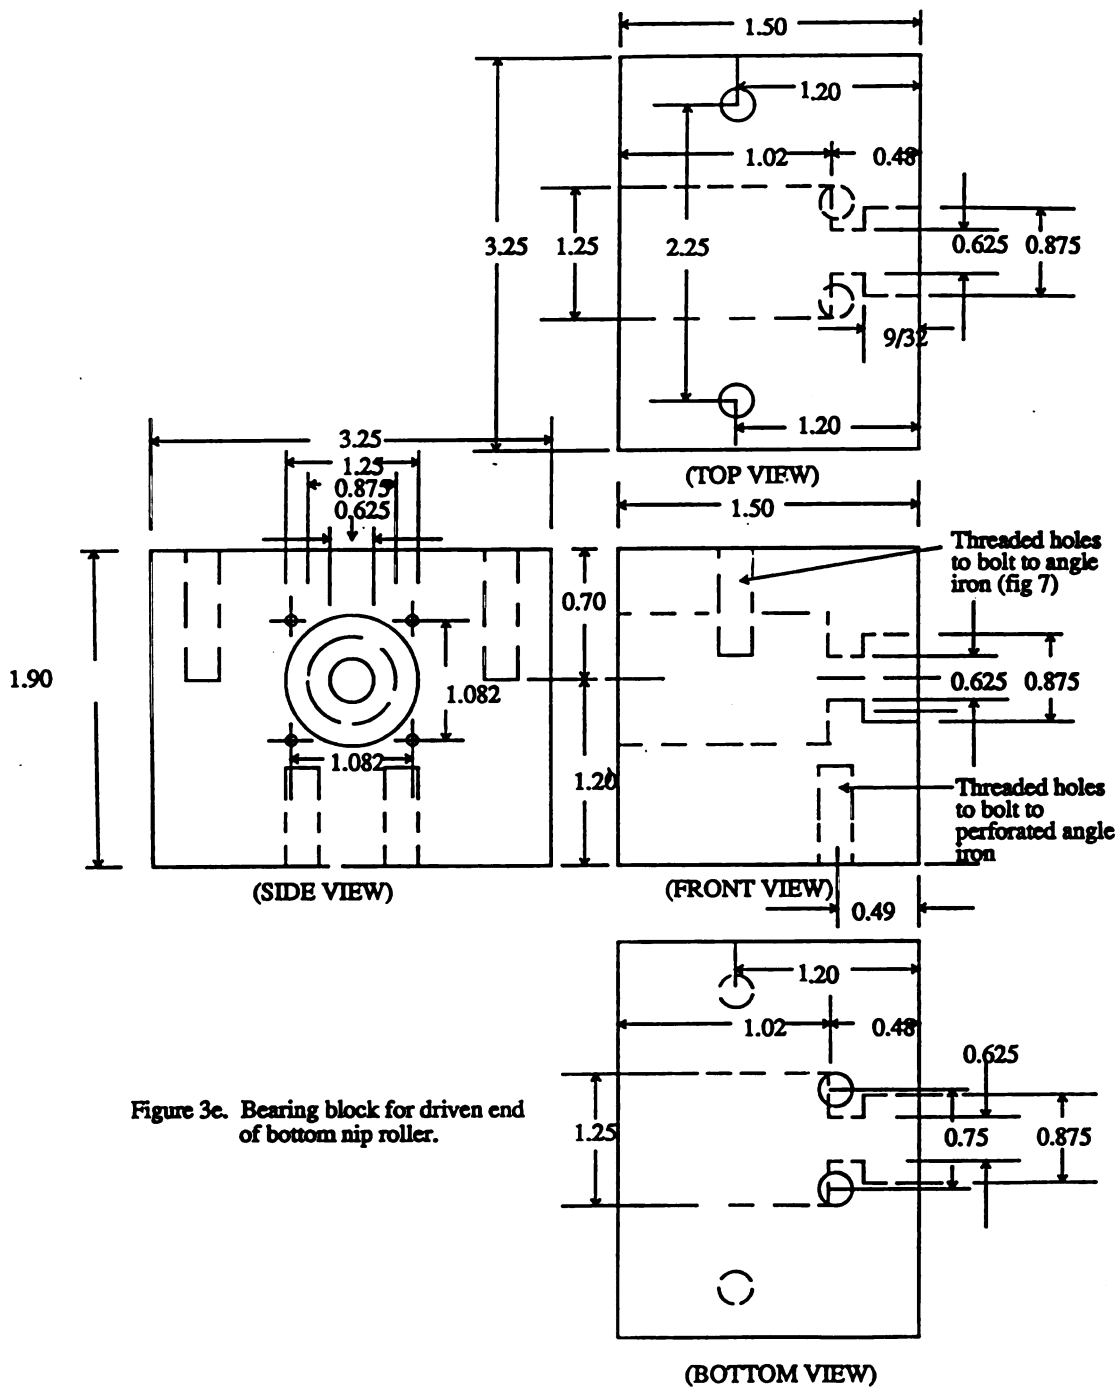 1.50
1.20
1.02
0.48
3.25
1.25
2.25
0.625
0.875
9/32
1.20
(TOP VIEW)
3.25
1.25
0.875
0.625
1.90
1.082
1.082
(SIDE VIEW)
1.50
0.70
1.20
Threaded holes
to bolt to angle
iron (fig 7)
0.625
0.875
Threaded holes
to bolt to
perforated angle
iron
(FRONT VIEW)
0.49
1.20
1.02
0.48
0.625
1.25
0.75
0.875
Figure 3e. Bearing block for driven end
of bottom nip roller.
(BOTTOM VIEW)